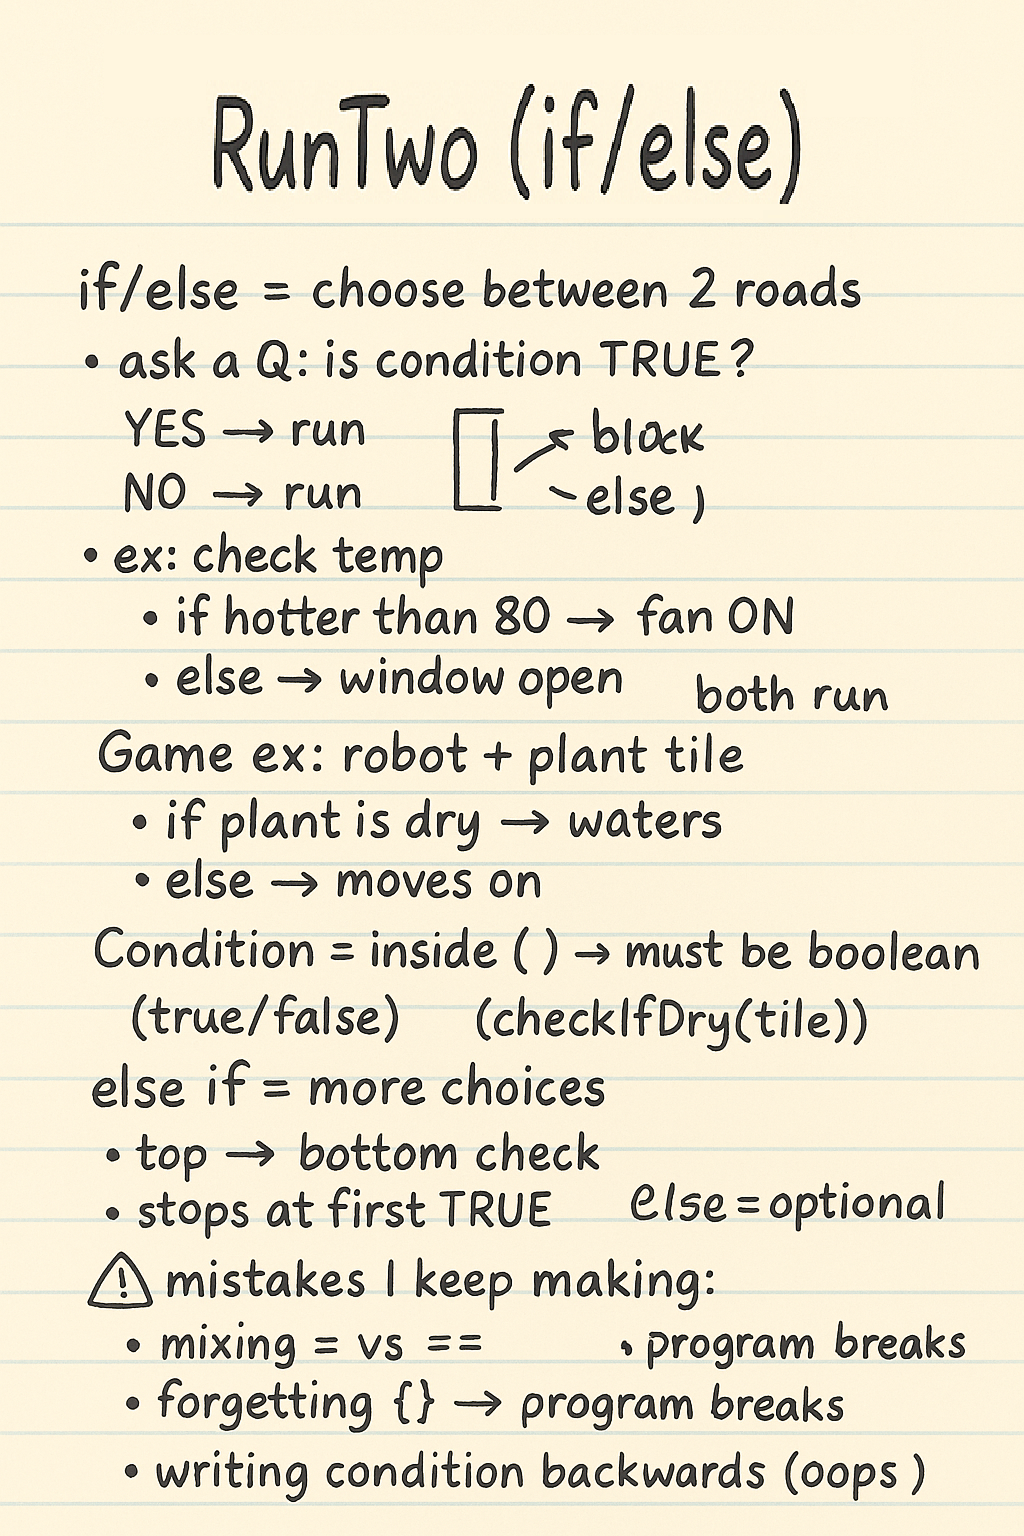 RunTwo (if/else)
if/else = choose between 2 roads
• ask a Q: is condition TRUE?
YES → run block
NO → run else )
• ex: check temp
• if hotter than 80 → fan ON
• else → window open both run
Game ex: robot + plant tile
• if plant is dry → waters
• else → moves on
Condition = inside ( ) → must be boolean
(true/false) (checkIfDry(tile))
else if = more choices
• top → bottom check
• stops at first TRUE else = optional
⚠ mistakes I keep making:
• mixing = vs == • program breaks
• forgetting {} → program breaks
• writing condition backwards (oops )